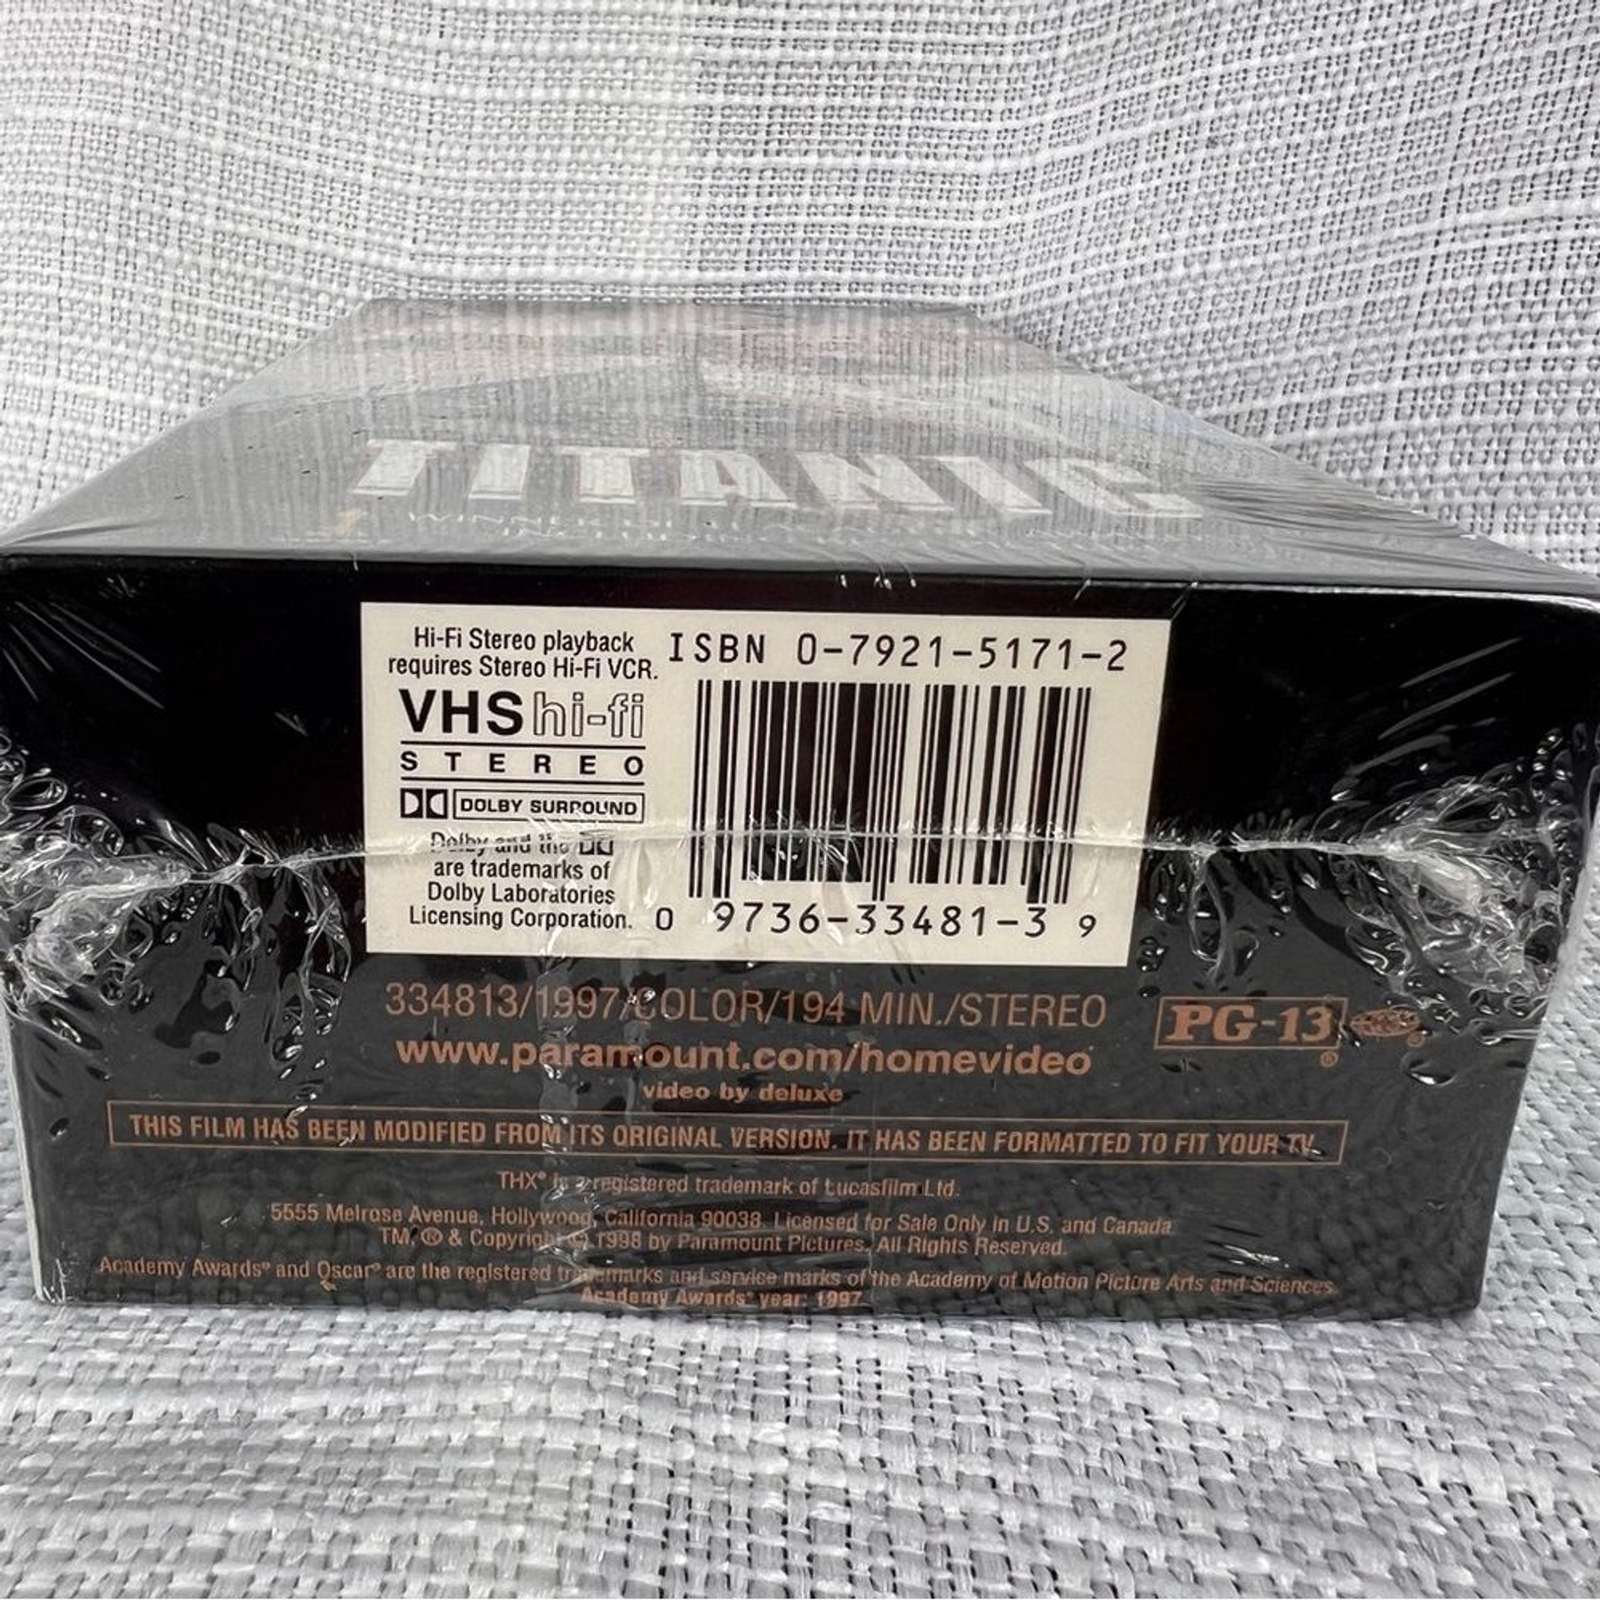 TITANIC
Hi-Fi Stereo playback
requires Stereo Hi-Fi VCR.
VHS hi-fi
STEREO
DOLBY SURROUND
Dolby and the
are trademarks of
Dolby Laboratories
Licensing Corporation.
ISBN 0-7921-5171-2
0 9736-33481-3 9
334813/1997/COLOR/194 MIN./STEREO
PG-13®
www.paramount.com/homevideo
video by deluxe
THIS FILM HAS BEEN MODIFIED FROM ITS ORIGINAL VERSION. IT HAS BEEN FORMATTED TO FIT YOUR TV.
THX® is a registered trademark of Lucasfilm Ltd.
5555 Melrose Avenue, Hollywood, California 90038. Licensed for Sale Only in U.S. and Canada
TM, ® & Copyright © 1998 by Paramount Pictures. All Rights Reserved.
Academy Awards® and Oscar® are the registered trademarks and service marks of the Academy of Motion Picture Arts and Sciences
Academy Awards® year: 1997